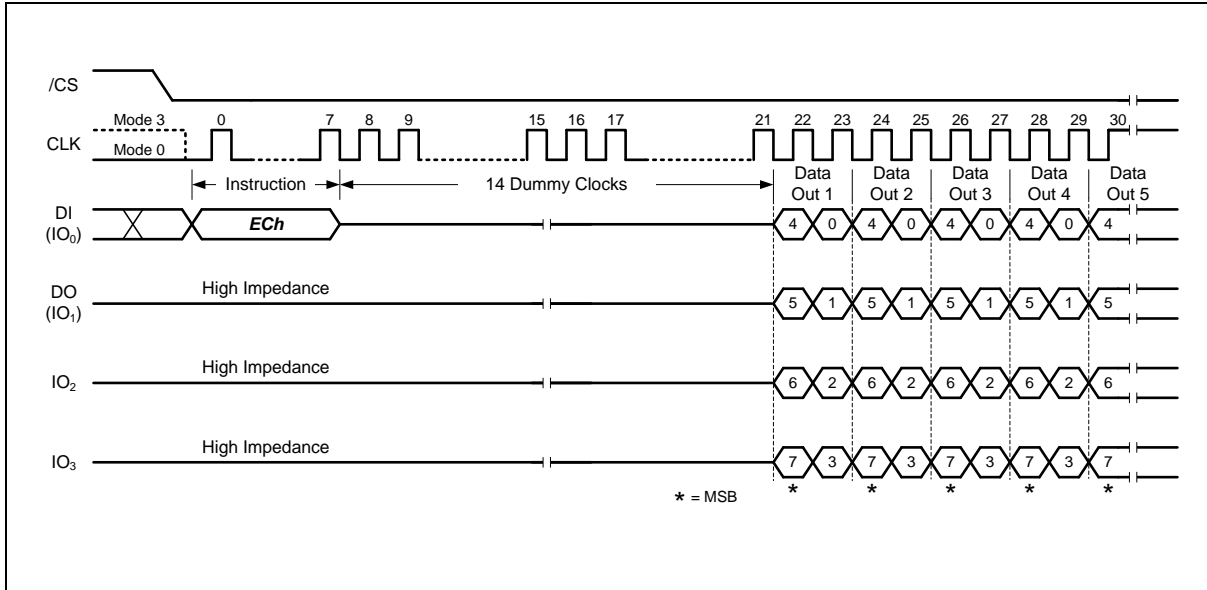 /CS
Mode 3 0 7 8 9 15 16 17 21 22 23 24 25 26 27 28 29 30
CLK
Mode 0
Instruction 14 Dummy Clocks Data Out 1 Data Out 2 Data Out 3 Data Out 4 Data Out 5
DI (IO0) ECh 4 0 4 0 4 0 4 0 4
High Impedance
DO (IO1) 5 1 5 1 5 1 5 1 5
High Impedance
IO2 6 2 6 2 6 2 6 2 6
High Impedance
IO3 7 3 7 3 7 3 7 3 7
* * * * *
* = MSB